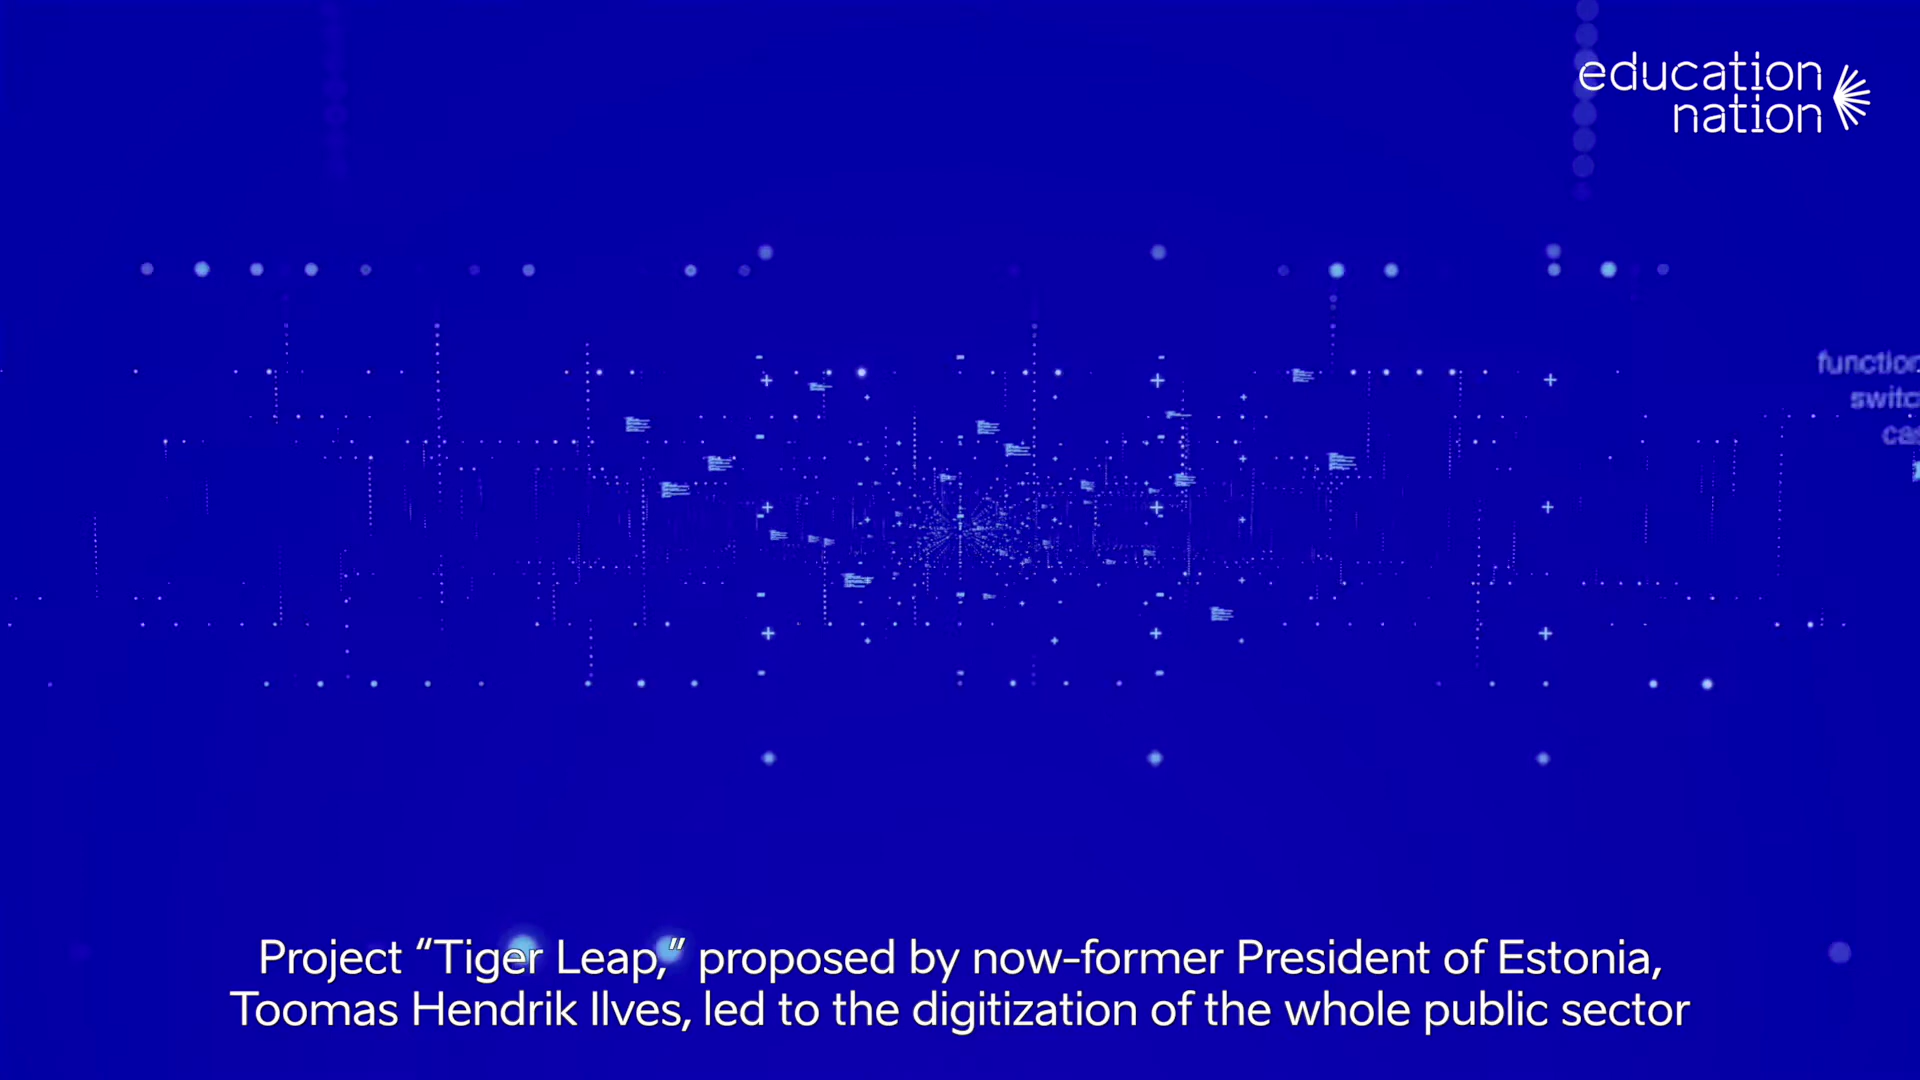 education
nation
function
switc
cas
Project “Tiger Leap,” proposed by now-former President of Estonia,
Toomas Hendrik Ilves, led to the digitization of the whole public sector